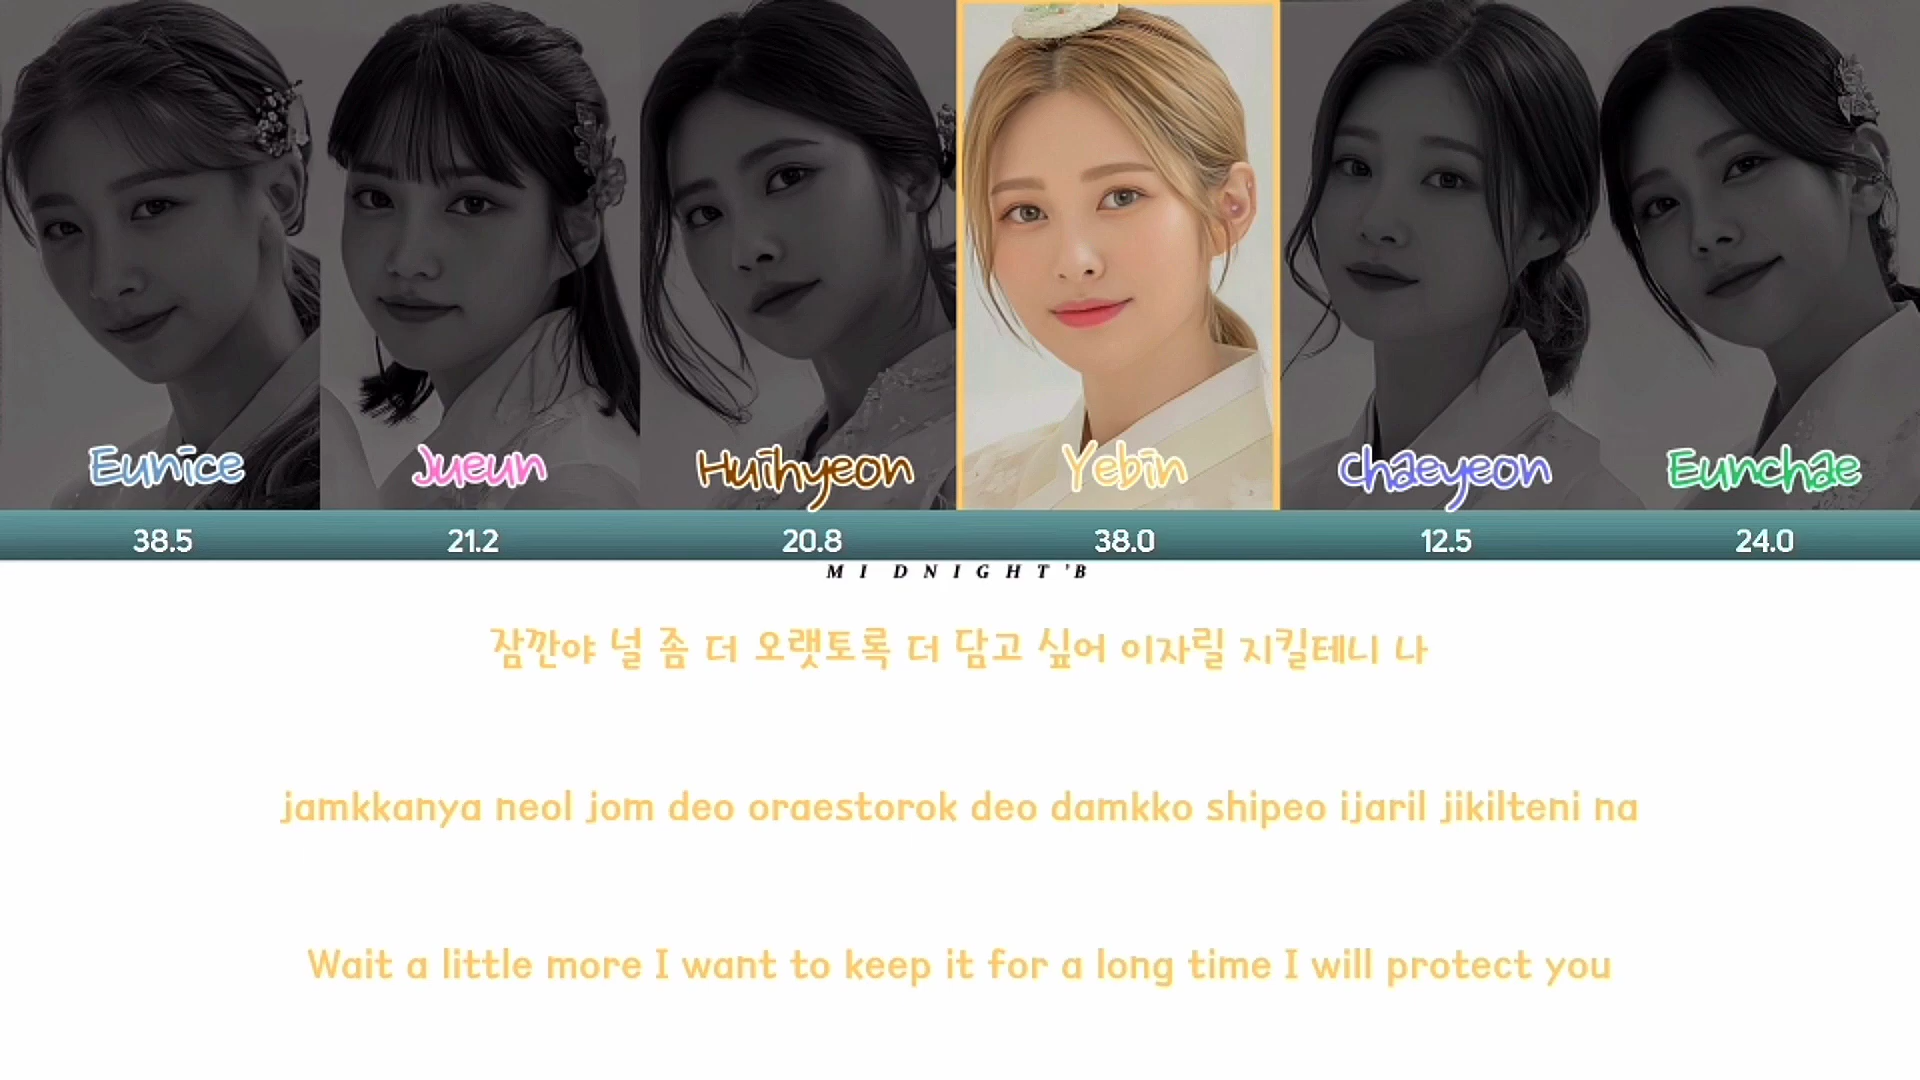 Eunice Jueun Huihyeon Yebin Chaeyeon Eunchae
38.5 21.2 20.8 38.0 12.5 24.0
MIDNIGHT'B
잠깐야 널 좀 더 오랫토록 더 담고 싶어 이자릴 지킬테니 나
jamkkanya neol jom deo oraestorok deo damkko shipeo ijaril jikilteni na
Wait a little more I want to keep it for a long time I will protect you